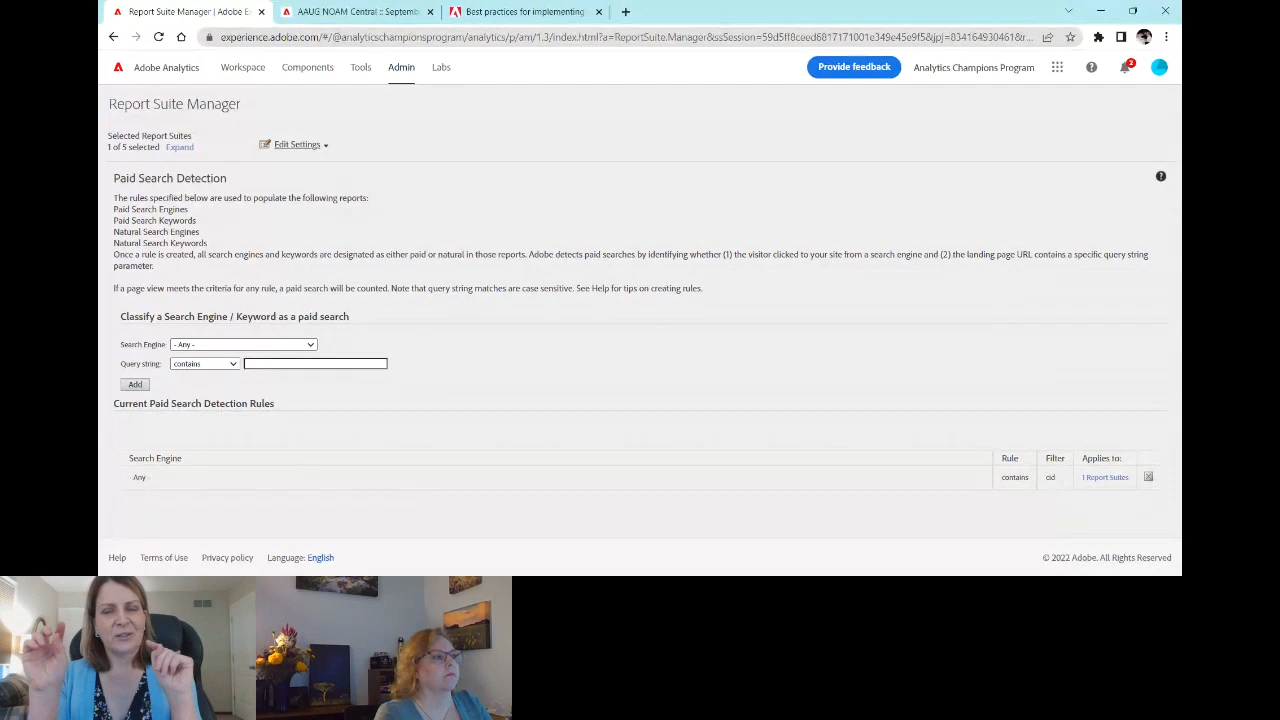 Report Suite Manager | Adobe Ex
AAUG NOAM Central :: Septemb
Best practices for implementing
experience.adobe.com/#/@analyticschampionsprogram/analytics/p/am/1.3/index.html?a=ReportSuite.Manager&ssSession=59d5ff8ceed6817171001e349e45e9f5&jpj=834164930461&r...
Adobe Analytics
Workspace
Components
Tools
Admin
Labs
Provide feedback
Analytics Champions Program
2
Report Suite Manager
Selected Report Suites
1 of 5 selected Expand
Edit Settings
Paid Search Detection
The rules specified below are used to populate the following reports:
Paid Search Engines
Paid Search Keywords
Natural Search Engines
Natural Search Keywords
Once a rule is created, all search engines and keywords are designated as either paid or natural in those reports. Adobe detects paid searches by identifying whether (1) the visitor clicked to your site from a search engine and (2) the landing page URL contains a specific query string
parameter.
If a page view meets the criteria for any rule, a paid search will be counted. Note that query string matches are case sensitive. See Help for tips on creating rules.
Classify a Search Engine / Keyword as a paid search
Search Engine: - Any -
Query string: contains
Add
Current Paid Search Detection Rules
Search Engine Rule Filter Applies to:
- Any - contains cid 1 Report Suites
Help Terms of Use Privacy policy Language: English © 2022 Adobe. All Rights Reserved